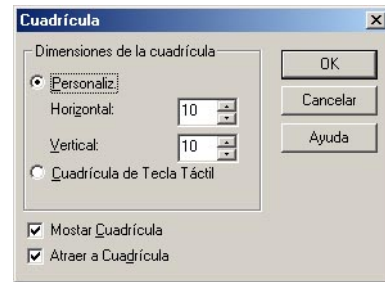 Cuadrícula
Dimensiones de la cuadrícula
Personaliz.
Horizontal: 10
Vertical: 10
Cuadrícula de Tecla Táctil
Mostar Cuadrícula
Atraer a Cuadrícula
OK
Cancelar
Ayuda